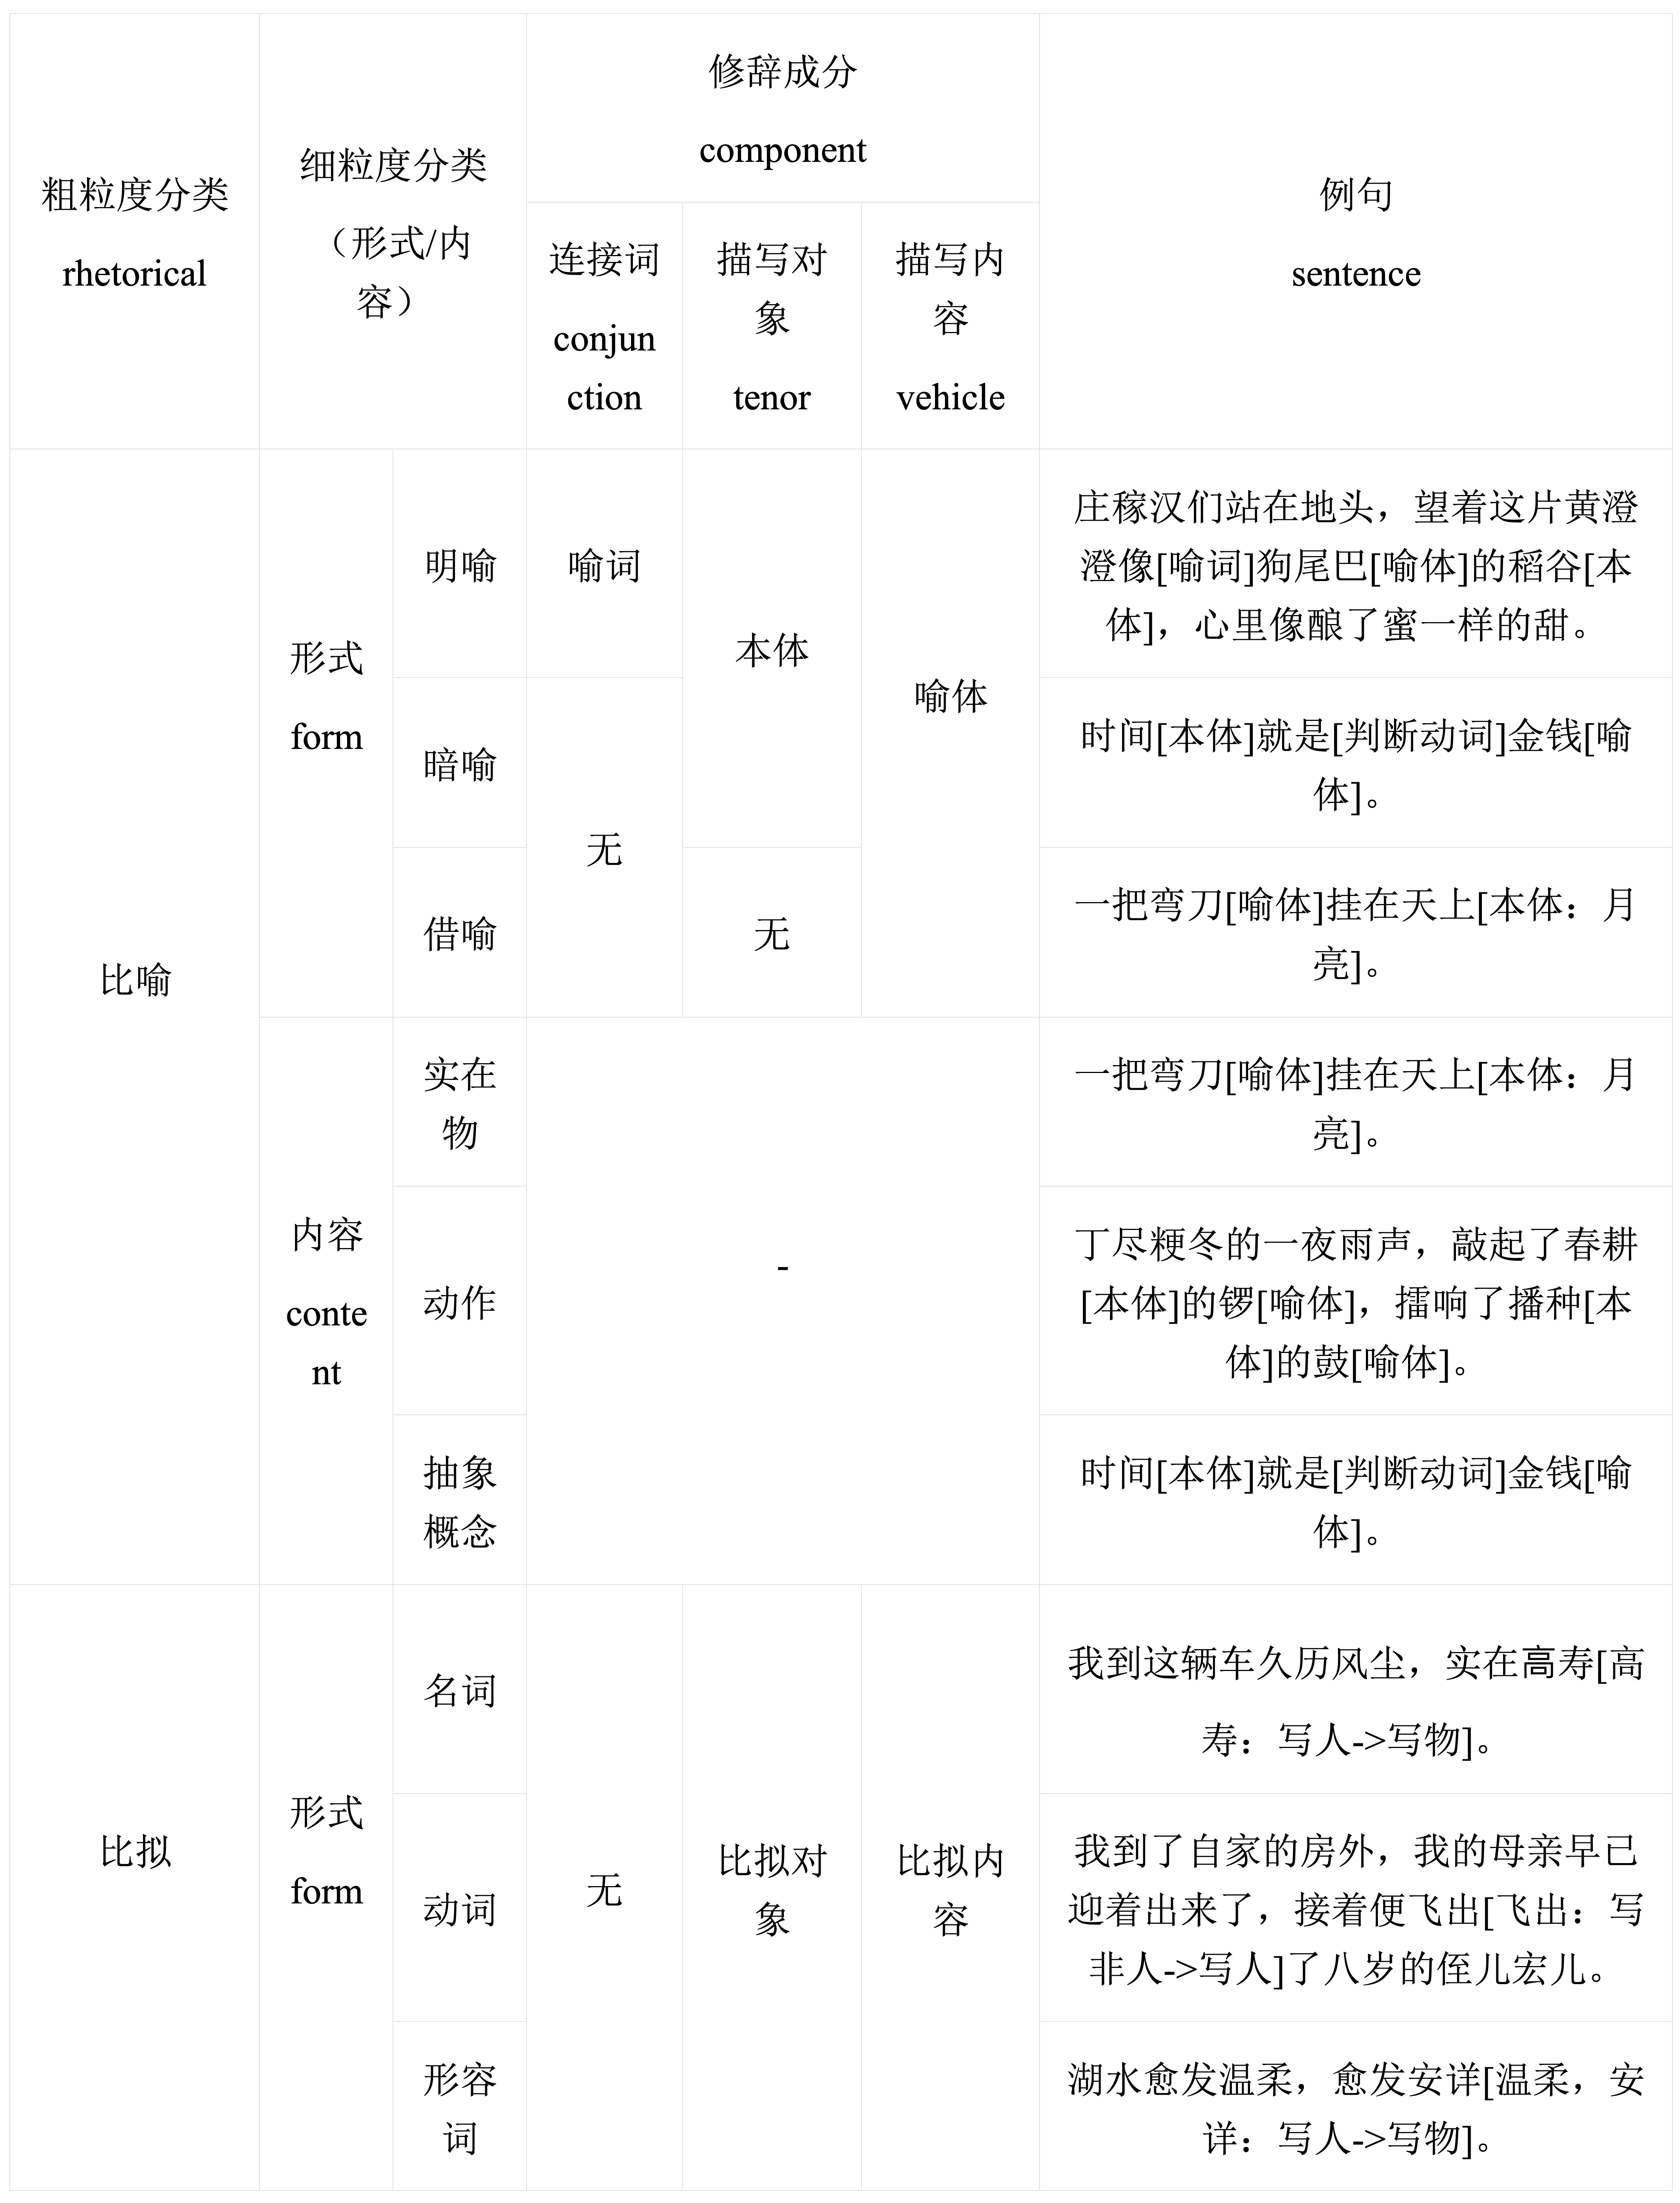 粗粒度分类
rhetorical
细粒度分类
（形式/内
容）
修辞成分
component
连接词
conjun
ction
描写对
象
tenor
描写内
容
vehicle
例句
sentence
比喻
形式
form
明喻
喻词
本体
喻体
庄稼汉们站在地头，望着这片黄澄
澄像[喻词]狗尾巴[喻体]的稻谷[本
体]，心里像酿了蜜一样的甜。
暗喻
无
时间[本体]就是[判断动词]金钱[喻
体]。
借喻
无
一把弯刀[喻体]挂在天上[本体：月
亮]。
内容
conte
nt
实在
物
-
一把弯刀[喻体]挂在天上[本体：月
亮]。
动作
丁尽粳冬的一夜雨声，敲起了春耕
[本体]的锣[喻体]，擂响了播种[本
体]的鼓[喻体]。
抽象
概念
时间[本体]就是[判断动词]金钱[喻
体]。
比拟
形式
form
名词
无
比拟对
象
比拟内
容
我到这辆车久历风尘，实在高寿[高
寿：写人->写物]。
动词
我到了自家的房外，我的母亲早已
迎着出来了，接着便飞出[飞出：写
非人->写人]了八岁的侄儿宏儿。
形容
词
湖水愈发温柔，愈发安详[温柔，安
详：写人->写物]。